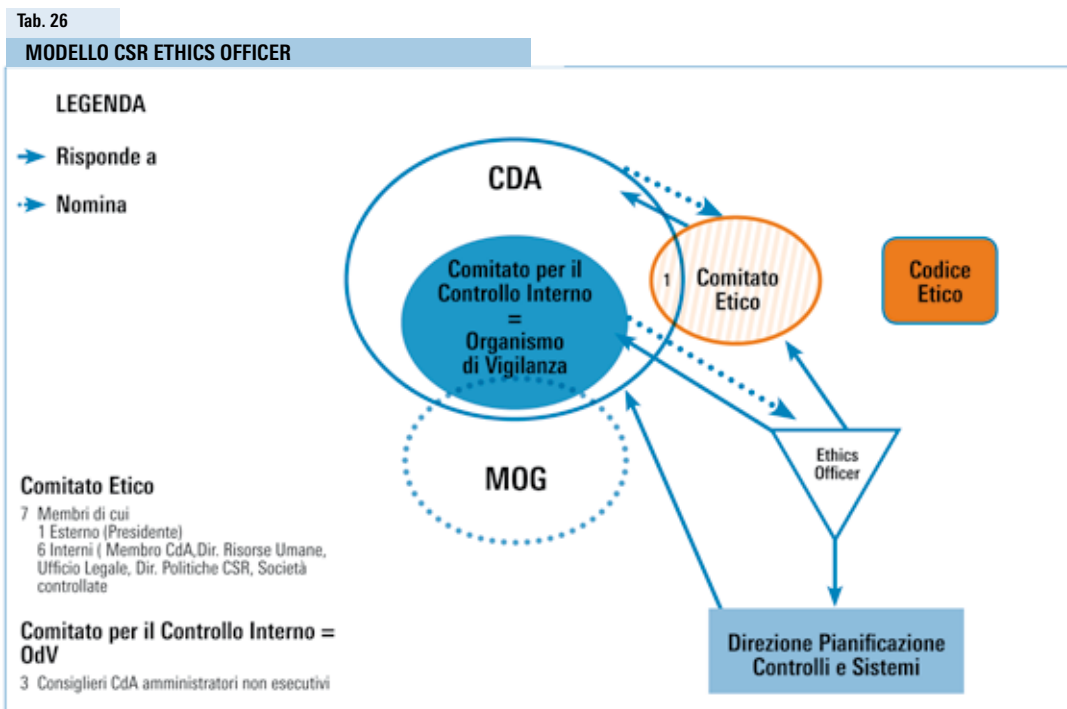 Tab. 26
MODELLO CSR ETHICS OFFICER
LEGENDA
Risponde a
Nomina
CDA
Comitato per il
Controllo Interno
=
Organismo
di Vigilanza
1
Comitato
Etico
Codice
Etico
MOG
Ethics
Officer
Direzione Pianificazione
Controlli e Sistemi
Comitato Etico
7 Membri di cui
1 Esterno (Presidente)
6 Interni ( Membro CdA,Dir. Risorse Umane,
Ufficio Legale, Dir. Politiche CSR, Società
controllate
Comitato per il Controllo Interno =
OdV
3 Consiglieri CdA amministratori non esecutivi